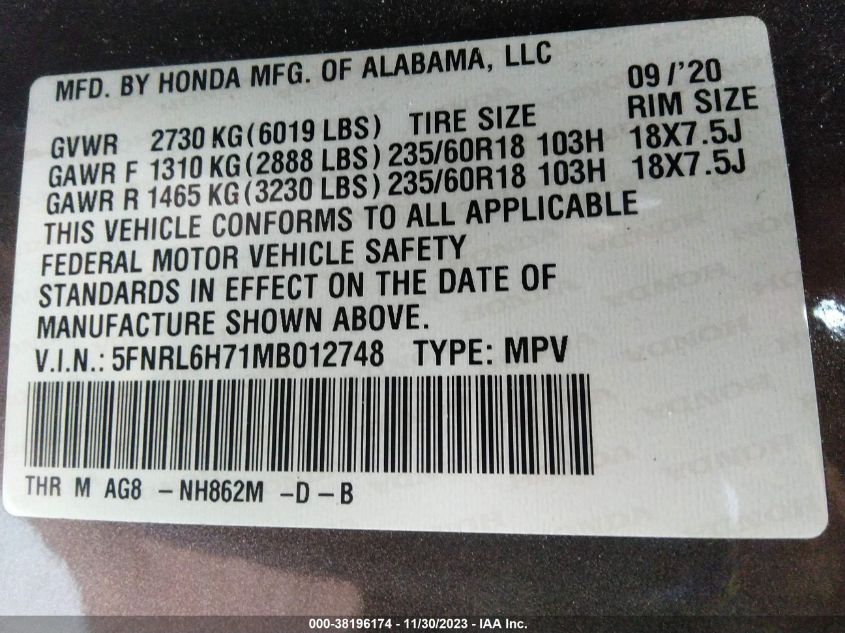 MFD. BY HONDA MFG. OF ALABAMA, LLC 09/'20
GVWR 2730 KG(6019 LBS) TIRE SIZE RIM SIZE
GAWR F 1310 KG(2888 LBS) 235/60R18 103H 18X7.5J
GAWR R 1465 KG(3230 LBS) 235/60R18 103H 18X7.5J
THIS VEHICLE CONFORMS TO ALL APPLICABLE
FEDERAL MOTOR VEHICLE SAFETY
STANDARDS IN EFFECT ON THE DATE OF
MANUFACTURE SHOWN ABOVE.
V.I.N.: 5FNRL6H71MB012748 TYPE: MPV
THR M AG8 -NH862M -D-B
000-38196174 - 11/30/2023 - IAA Inc.